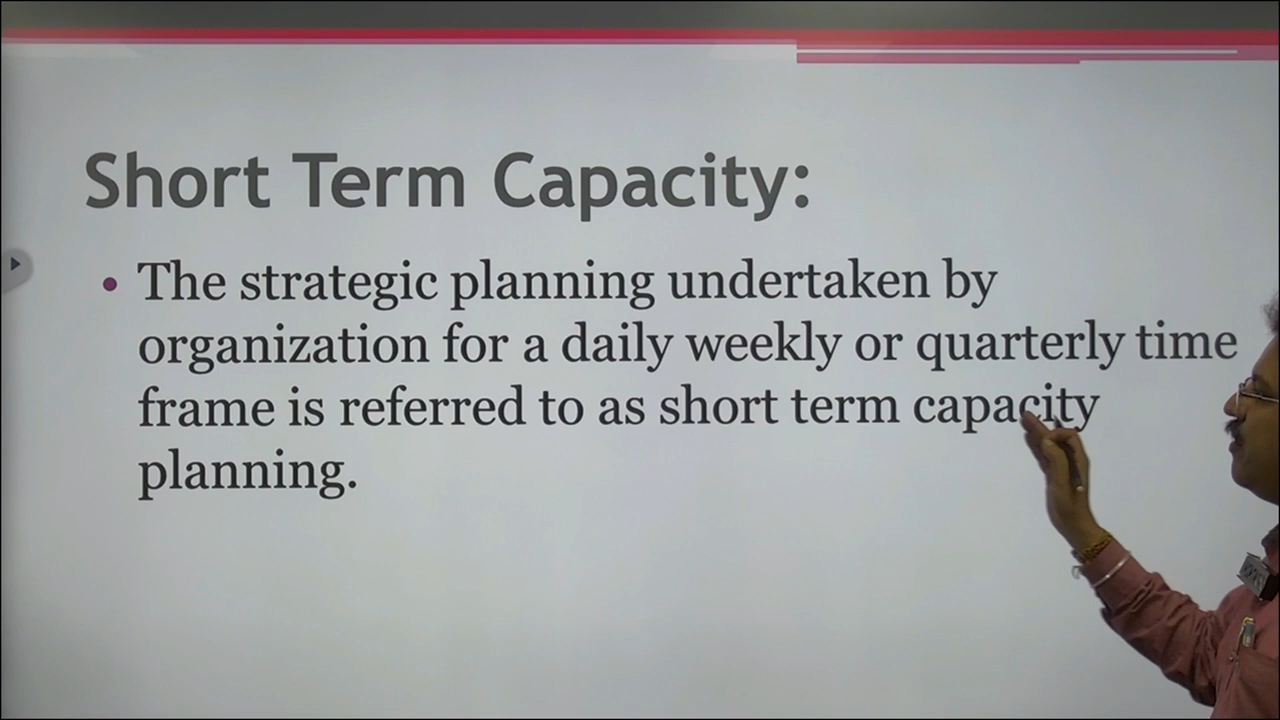 Short Term Capacity:
• The strategic planning undertaken by
organization for a daily weekly or quarterly time
frame is referred to as short term capacity
planning.